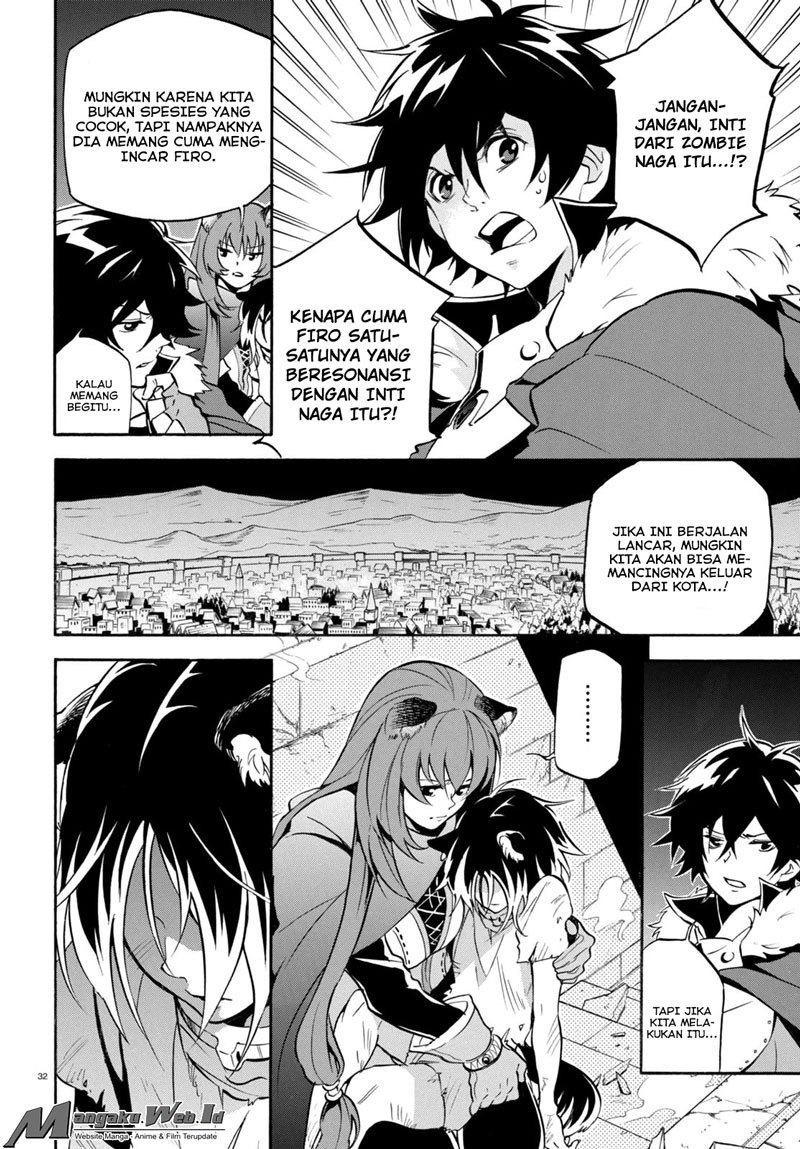 JANGAN-
JANGAN, INTI
DARI ZOMBIE
NAGA ITU...!?
KENAPA CUMA
FIRO SATU-
SATUNYA YANG
BERESONANSI
DENGAN INTI
NAGA ITU?!
MUNGKIN KARENA KITA
BUKAN SPESIES YANG
COCOK, TAPI NAMPAKNYA
DIA MEMANG CUMA MENG-
INCAR FIRO.
KALAU
MEMANG
BEGITU...
JIKA INI BERJALAN
LANCAR, MUNGKIN
KITA AKAN BISA ME-
MANCINGNYA KELUAR
DARI KOTA...!
TAPI JIKA
KITA MELA-
KUKAN ITU...
........
32
Mangaku.Web.Id
Website Manga - Anime & Film Terupdate